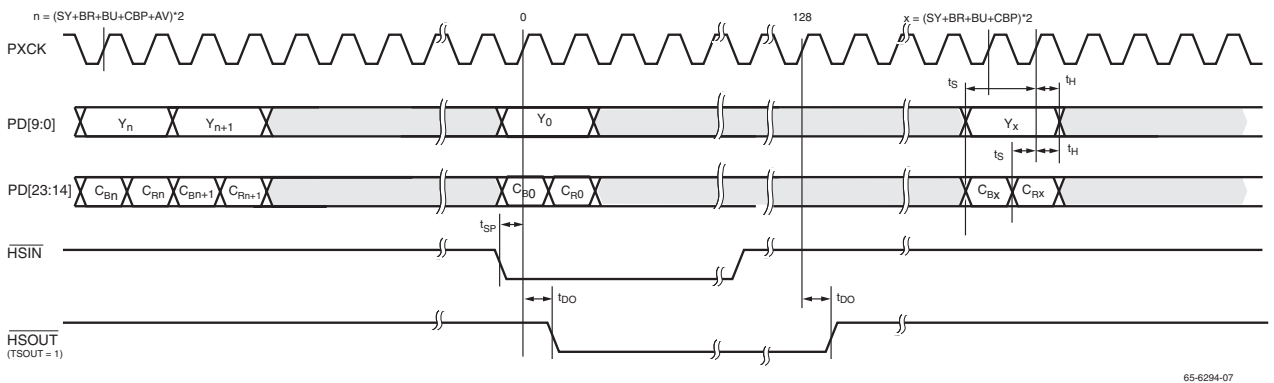 n = (SY+BR+BU+CBP+AV)*2
0
128
x = (SY+BR+BU+CBP)*2
PXCK
tS
tH
PD[9:0]
Yn
Yn+1
Y0
Yx
tS
tH
PD[23:14]
CBn
CRn
CBn+1
CRn+1
CB0
CR0
CBx
CRx
tSP
HSIN
tDO
tDO
HSOUT
(TSOUT = 1)
65-6294-07